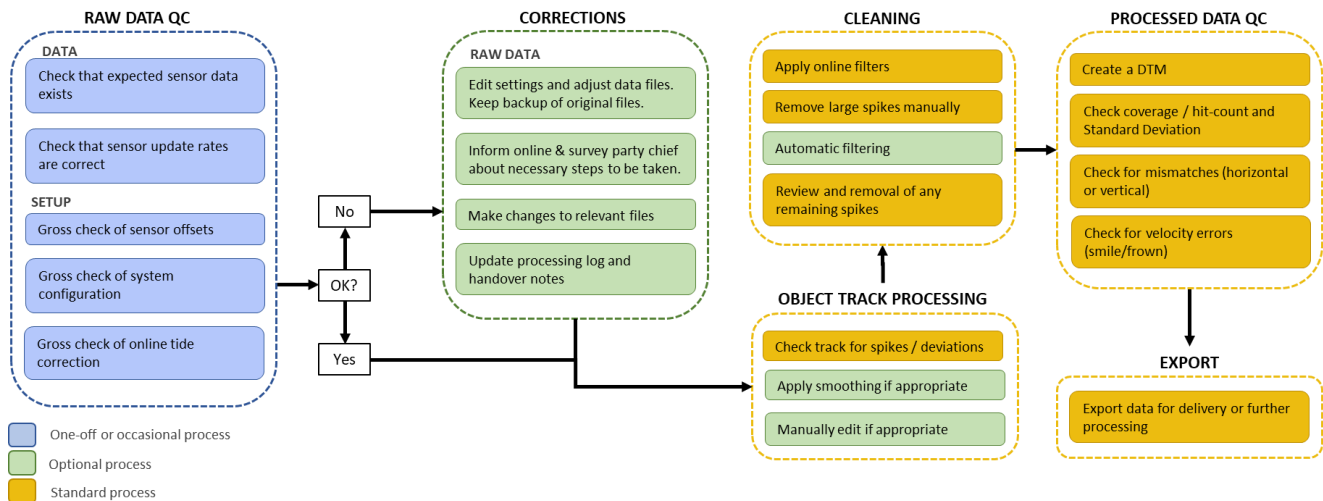 RAW DATA QC
DATA
Check that expected sensor data
exists
Check that sensor update rates
are correct
SETUP
Gross check of sensor offsets
Gross check of system
configuration
Gross check of online tide
correction
No
OK?
Yes
CORRECTIONS
RAW DATA
Edit settings and adjust data files.
Keep backup of original files.
Inform online & survey party chief
about necessary steps to be taken.
Make changes to relevant files
Update processing log and
handover notes
OBJECT TRACK PROCESSING
Check track for spikes / deviations
Apply smoothing if appropriate
Manually edit if appropriate
CLEANING
Apply online filters
Remove large spikes manually
Automatic filtering
Review and removal of any
remaining spikes
PROCESSED DATA QC
Create a DTM
Check coverage / hit-count and
Standard Deviation
Check for mismatches (horizontal
or vertical)
Check for velocity errors
(smile/frown)
EXPORT
Export data for delivery or further
processing
One-off or occasional process
Optional process
Standard process